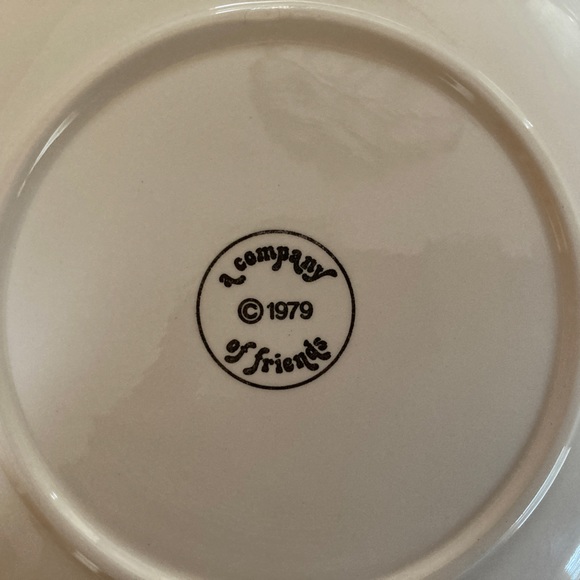 a company
© 1979
of friends